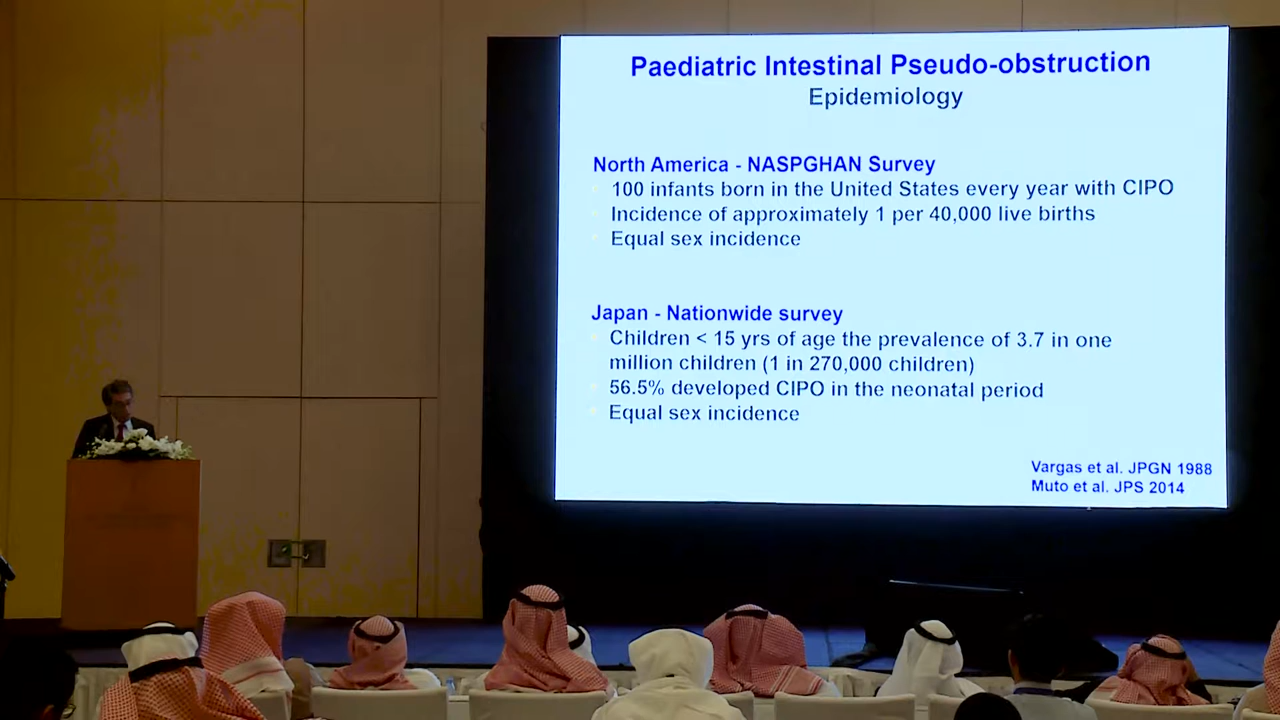 Paediatric Intestinal Pseudo-obstruction
Epidemiology
North America - NASPGHAN Survey
100 infants born in the United States every year with CIPO
Incidence of approximately 1 per 40,000 live births
Equal sex incidence
Japan - Nationwide survey
Children < 15 yrs of age the prevalence of 3.7 in one
million children (1 in 270,000 children)
56.5% developed CIPO in the neonatal period
Equal sex incidence
Vargas et al. JPGN 1988
Muto et al. JPS 2014